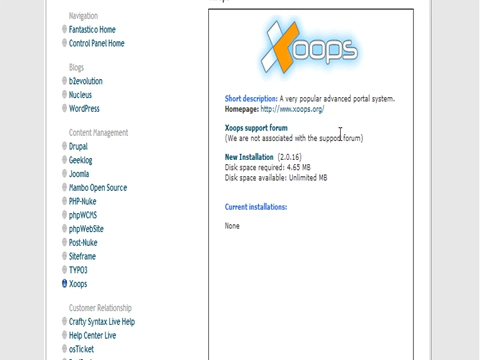 Navigation
Fantastico Home
Control Panel Home
Blogs
b2evolution
Nucleus
WordPress
Content Management
Drupal
Geeklog
Joomla
Mambo Open Source
PHP-Nuke
phpWCMS
phpWebSite
Post-Nuke
Siteframe
TYPO3
Xoops
Customer Relationship
Crafty Syntax Live Help
Help Center Live
osTicket
Xoops
Short description: A very popular advanced portal system.
Homepage: http://www.xoops.org/
Xoops support forum
(We are not associated with the support forum)
New Installation (2.0.16)
Disk space required: 4.65 MB
Disk space available: Unlimited MB
Current installations:
None